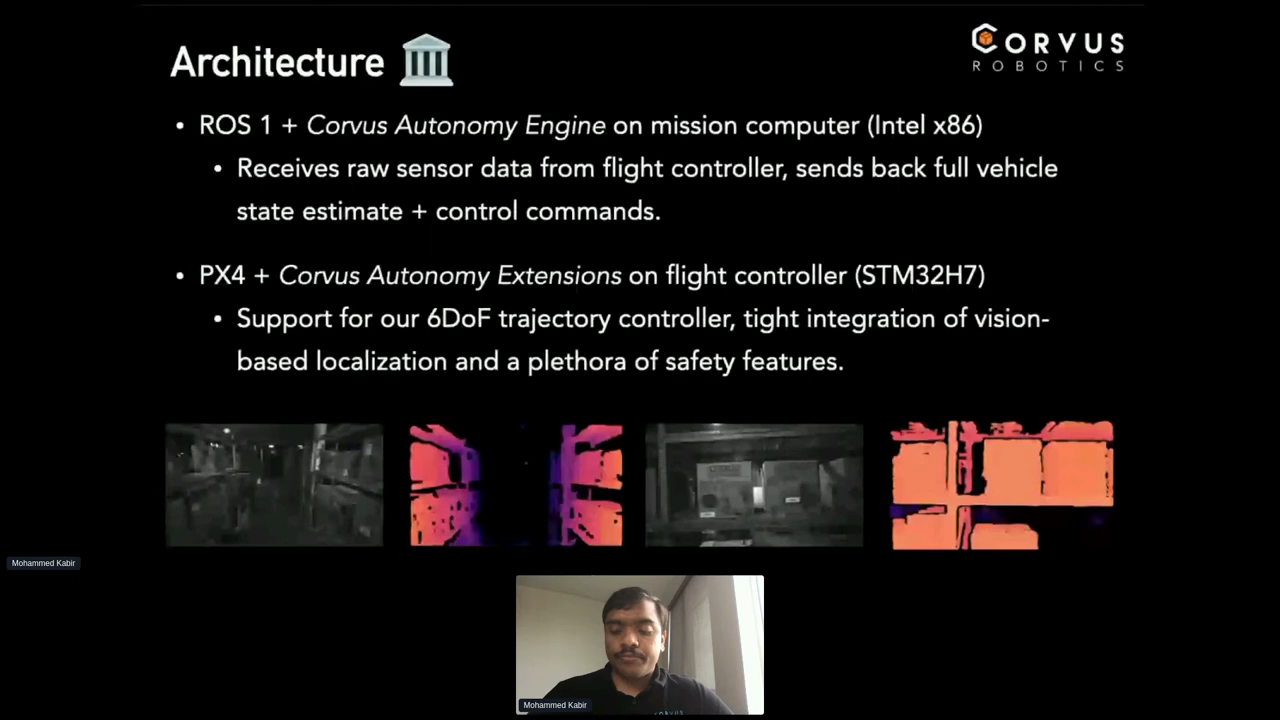 Architecture 🏛️
CORVUS
ROBOTICS
• ROS 1 + Corvus Autonomy Engine on mission computer (Intel x86)
• Receives raw sensor data from flight controller, sends back full vehicle
state estimate + control commands.
• PX4 + Corvus Autonomy Extensions on flight controller (STM32H7)
• Support for our 6DoF trajectory controller, tight integration of vision-
based localization and a plethora of safety features.
Mohammed Kabir
Mohammed Kabir